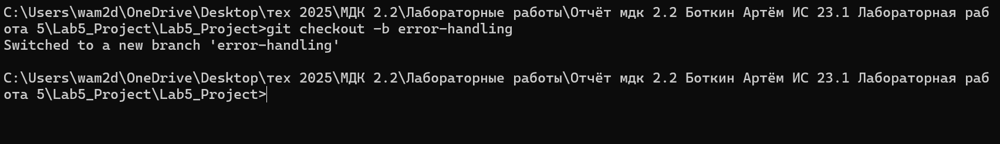 C:\Users\wam2d\OneDrive\Desktop\тех 2025\МДК 2.2\Лабораторные работы\Отчёт мдк 2.2 Боткин Артём ИС 23.1 Лабораторная раб
ота 5\Lab5_Project\Lab5_Project>git checkout -b error-handling
Switched to a new branch 'error-handling'
C:\Users\wam2d\OneDrive\Desktop\тех 2025\МДК 2.2\Лабораторные работы\Отчёт мдк 2.2 Боткин Артём ИС 23.1 Лабораторная раб
ота 5\Lab5_Project\Lab5_Project>